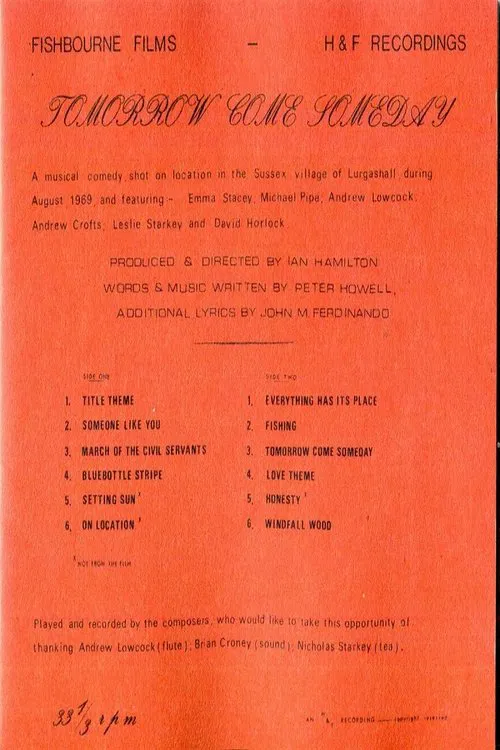 FISHBOURNE FILMS – H & F RECORDINGS
TOMORROW COME SOMEDAY
A musical comedy shot on location in the Sussex village of Lurgashall during
August 1969, and featuring - Emma Stacey, Michael Pipe, Andrew Lowcock,
Andrew Crofts, Leslie Starkey and David Horlock
PRODUCED & DIRECTED BY IAN HAMILTON
WORDS & MUSIC WRITTEN BY PETER HOWELL,
ADDITIONAL LYRICS BY JOHN M FERDINANDO
SIDE ONE
1. TITLE THEME
2. SOMEONE LIKE YOU
3. MARCH OF THE CIVIL SERVANTS
4. BLUEBOTTLE STRIPE
5. SETTING SUN x
6. ON LOCATION x
x NOT FROM THE FILM
SIDE TWO
1. EVERYTHING HAS ITS PLACE
2. FISHING
3. TOMORROW COME SOMEDAY
4. LOVE THEME
5. HONESTY x
6. WINDFALL WOOD
Played and recorded by the composers, who would like to take this opportunity of
thanking Andrew Lowcock (flute); Brian Croney (sound); Nicholas Starkey (tea).
33 1/3 rpm
AN H & F RECORDING — copyright reserved